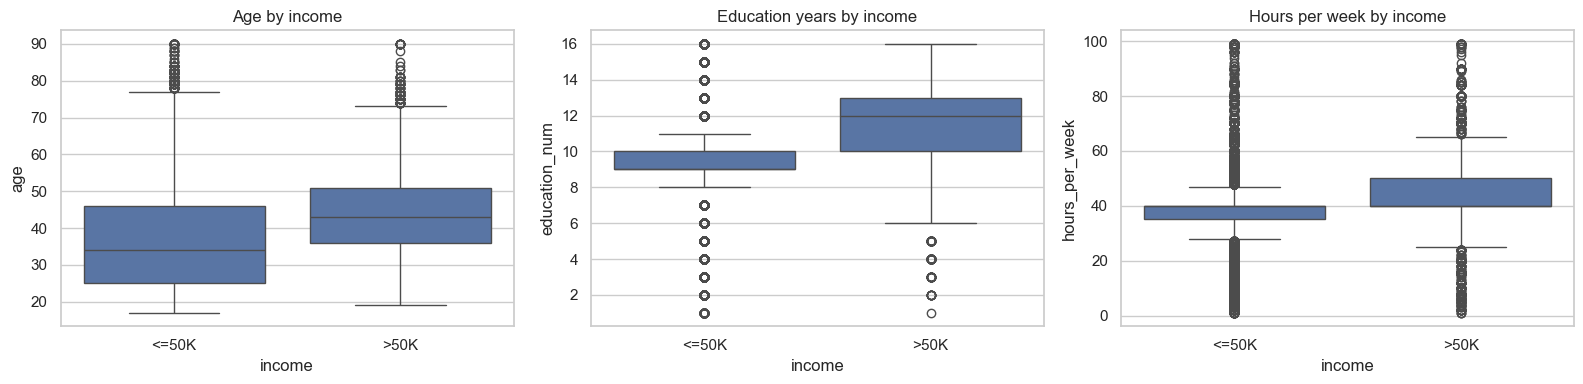 Age by income
age
90
80
70
60
50
40
30
20
<=50K
>50K
income
Education years by income
education_num
16
14
12
10
8
6
4
2
<=50K
>50K
income
Hours per week by income
hours_per_week
100
80
60
40
20
0
<=50K
>50K
income